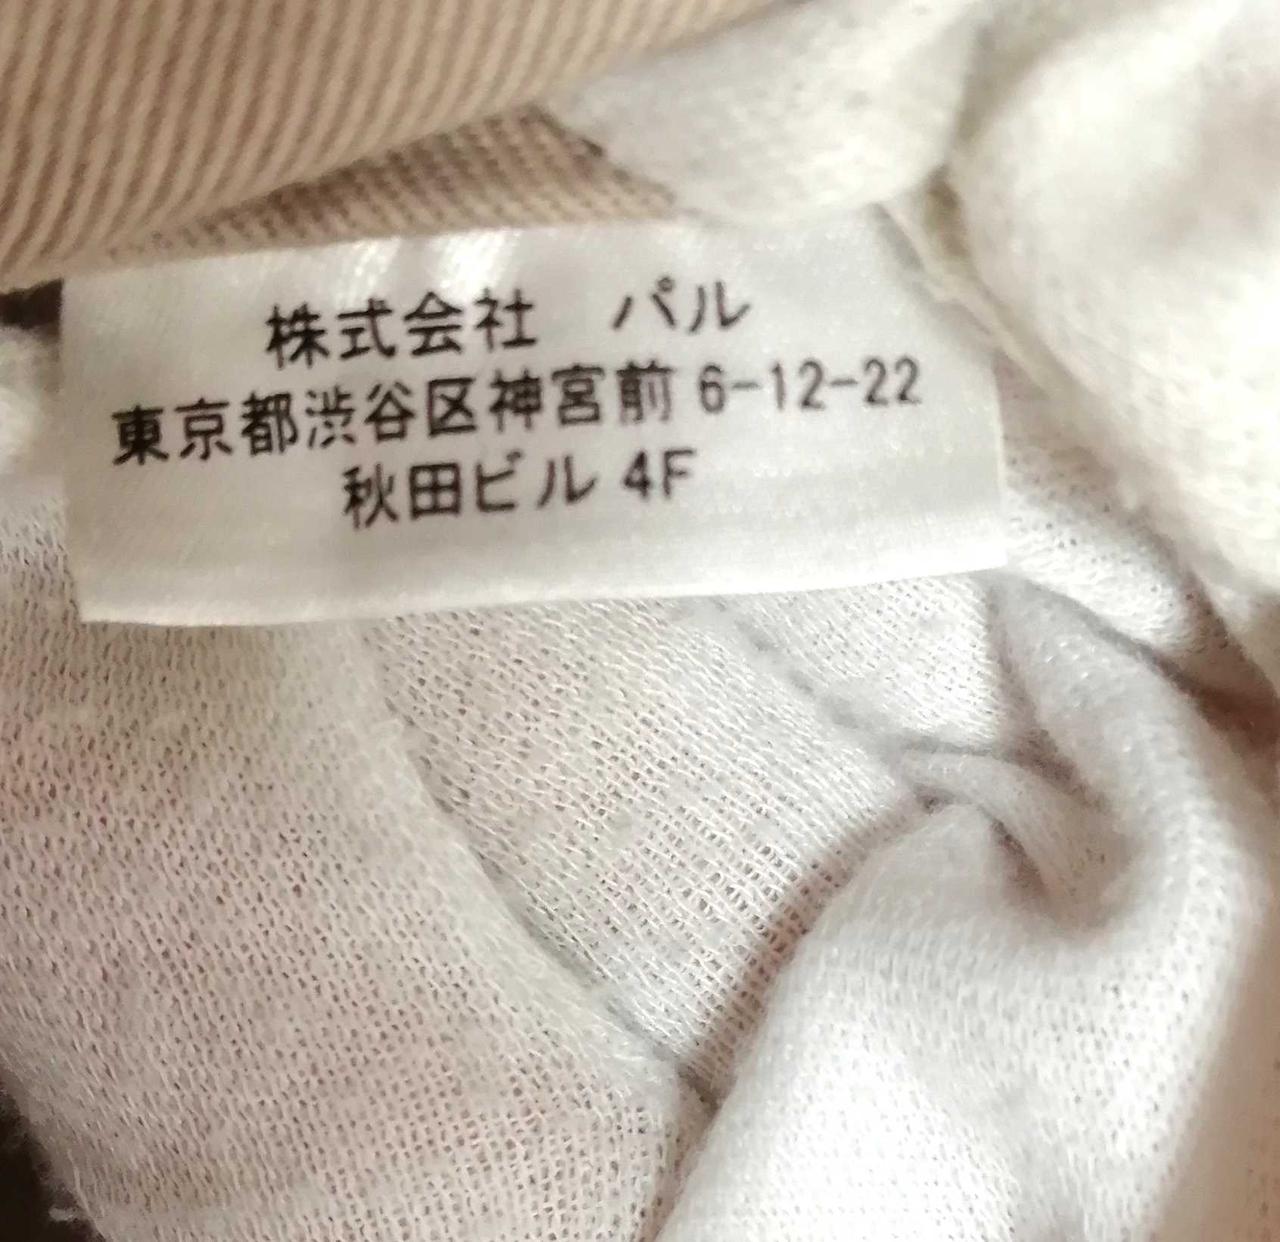 株式会社　パル
東京都渋谷区神宮前 6-12-22
秋田ビル 4F